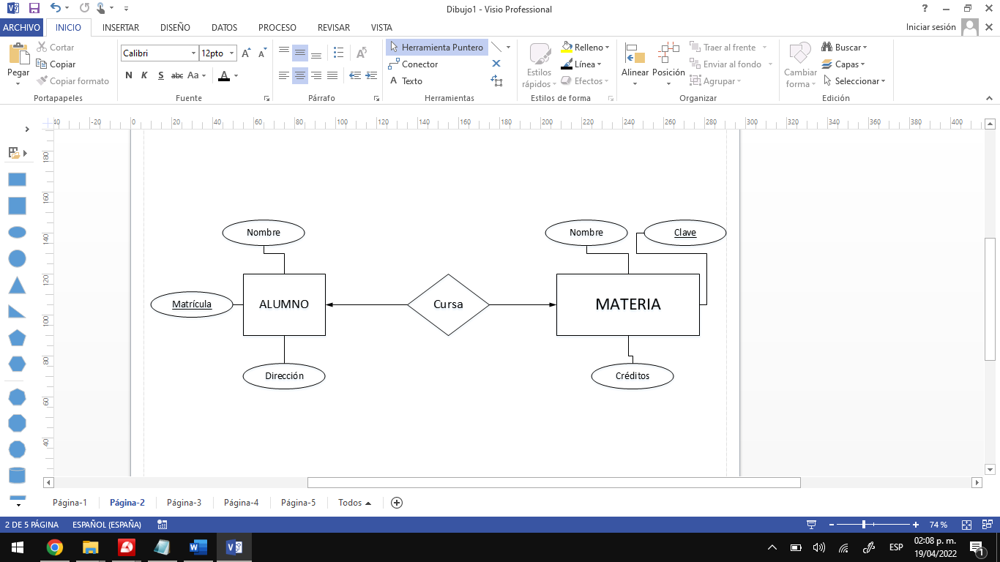 Dibujo1 - Visio Professional
ARCHIVO INICIO INSERTAR DISEÑO DATOS PROCESO REVISAR VISTA Iniciar sesión
Pegar
Cortar
Copiar
Copiar formato
Portapapeles
Calibri 12pto
N K S abc Aa A
Fuente
Párrafo
Herramienta Puntero
Conector
A Texto
Herramientas
Estilos
rápidos
Relleno
Línea
Efectos
Estilos de forma
Alinear Posición
Traer al frente
Enviar al fondo
Agrupar
Organizar
Cambiar
forma
Buscar
Capas
Seleccionar
Edición
-40 -20 0 20 40 60 80 100 120 140 160 180 200 220 240 260 280 300 320 340 360 380 400
180
160
140
120
100
80
60
40
Nombre
Matrícula
ALUMNO
Dirección
Cursa
Nombre
Clave
MATERIA
Créditos
Página-1 Página-2 Página-3 Página-4 Página-5 Todos
2 DE 5 PÁGINA ESPAÑOL (ESPAÑA) 74 %
ESP
02:08 p. m.
19/04/2022
1